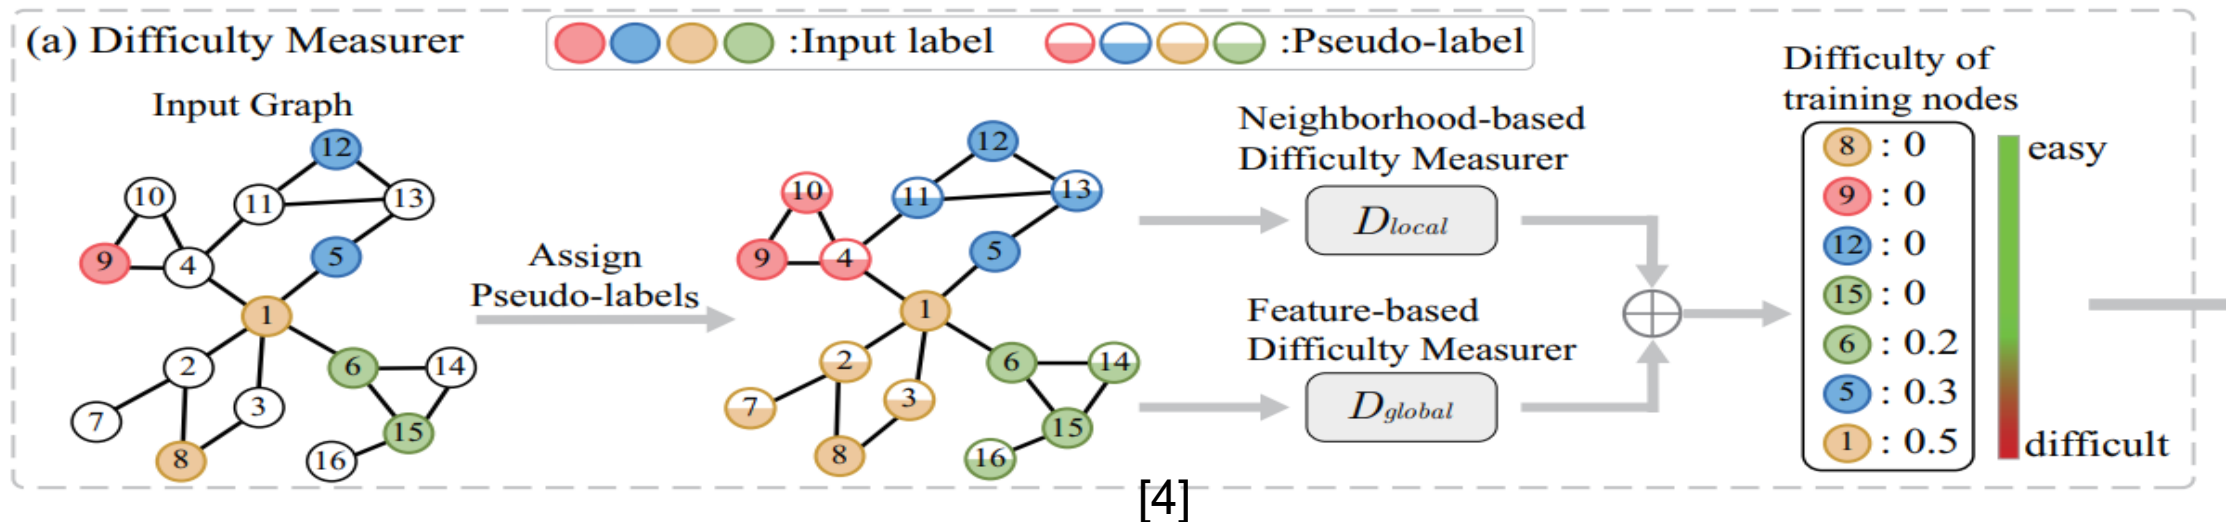 (a) Difficulty Measurer
:Input label
:Pseudo-label
Input Graph
12
10
11
13
9
4
5
1
2
6
14
7
3
8
15
16
Assign
Pseudo-labels
12
10
11
13
9
4
5
1
2
6
14
7
3
8
15
16
Neighborhood-based
Difficulty Measurer
D local
Feature-based
Difficulty Measurer
D global
Difficulty of
training nodes
8 : 0
9 : 0
12 : 0
15 : 0
6 : 0.2
5 : 0.3
1 : 0.5
easy
difficult
[4]